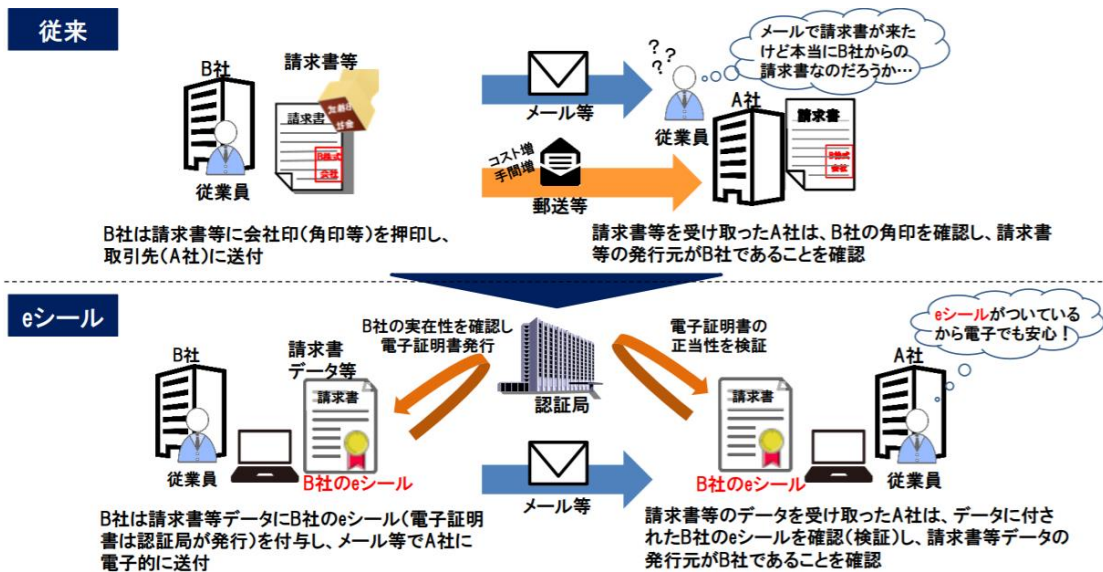 従来
B社
請求書等
請求書
B株式
会社
従業員
メール等
コスト増
手間増
郵送等
???
従業員
メールで請求書が来た
けど本当にB社からの
請求書なのだろうか…
A社
請求書
B株式
会社
B社は請求書等に会社印(角印等)を押印し、
取引先(A社)に送付
請求書等を受け取ったA社は、B社の角印を確認し、請求書
等の発行元がB社であることを確認
eシール
B社
請求書
データ等
請求書
従業員
B社のeシール
B社の実在性を確認し
電子証明書発行
認証局
電子証明書の
正当性を検証
メール等
請求書
B社のeシール
A社
従業員
eシールがついている
から電子でも安心!
B社は請求書等データにB社のeシール(電子証明
書は認証局が発行)を付与し、メール等でA社に
電子的に送付
請求書等のデータを受け取ったA社は、データに付さ
れたB社のeシールを確認(検証)し、請求書等データの
発行元がB社であることを確認